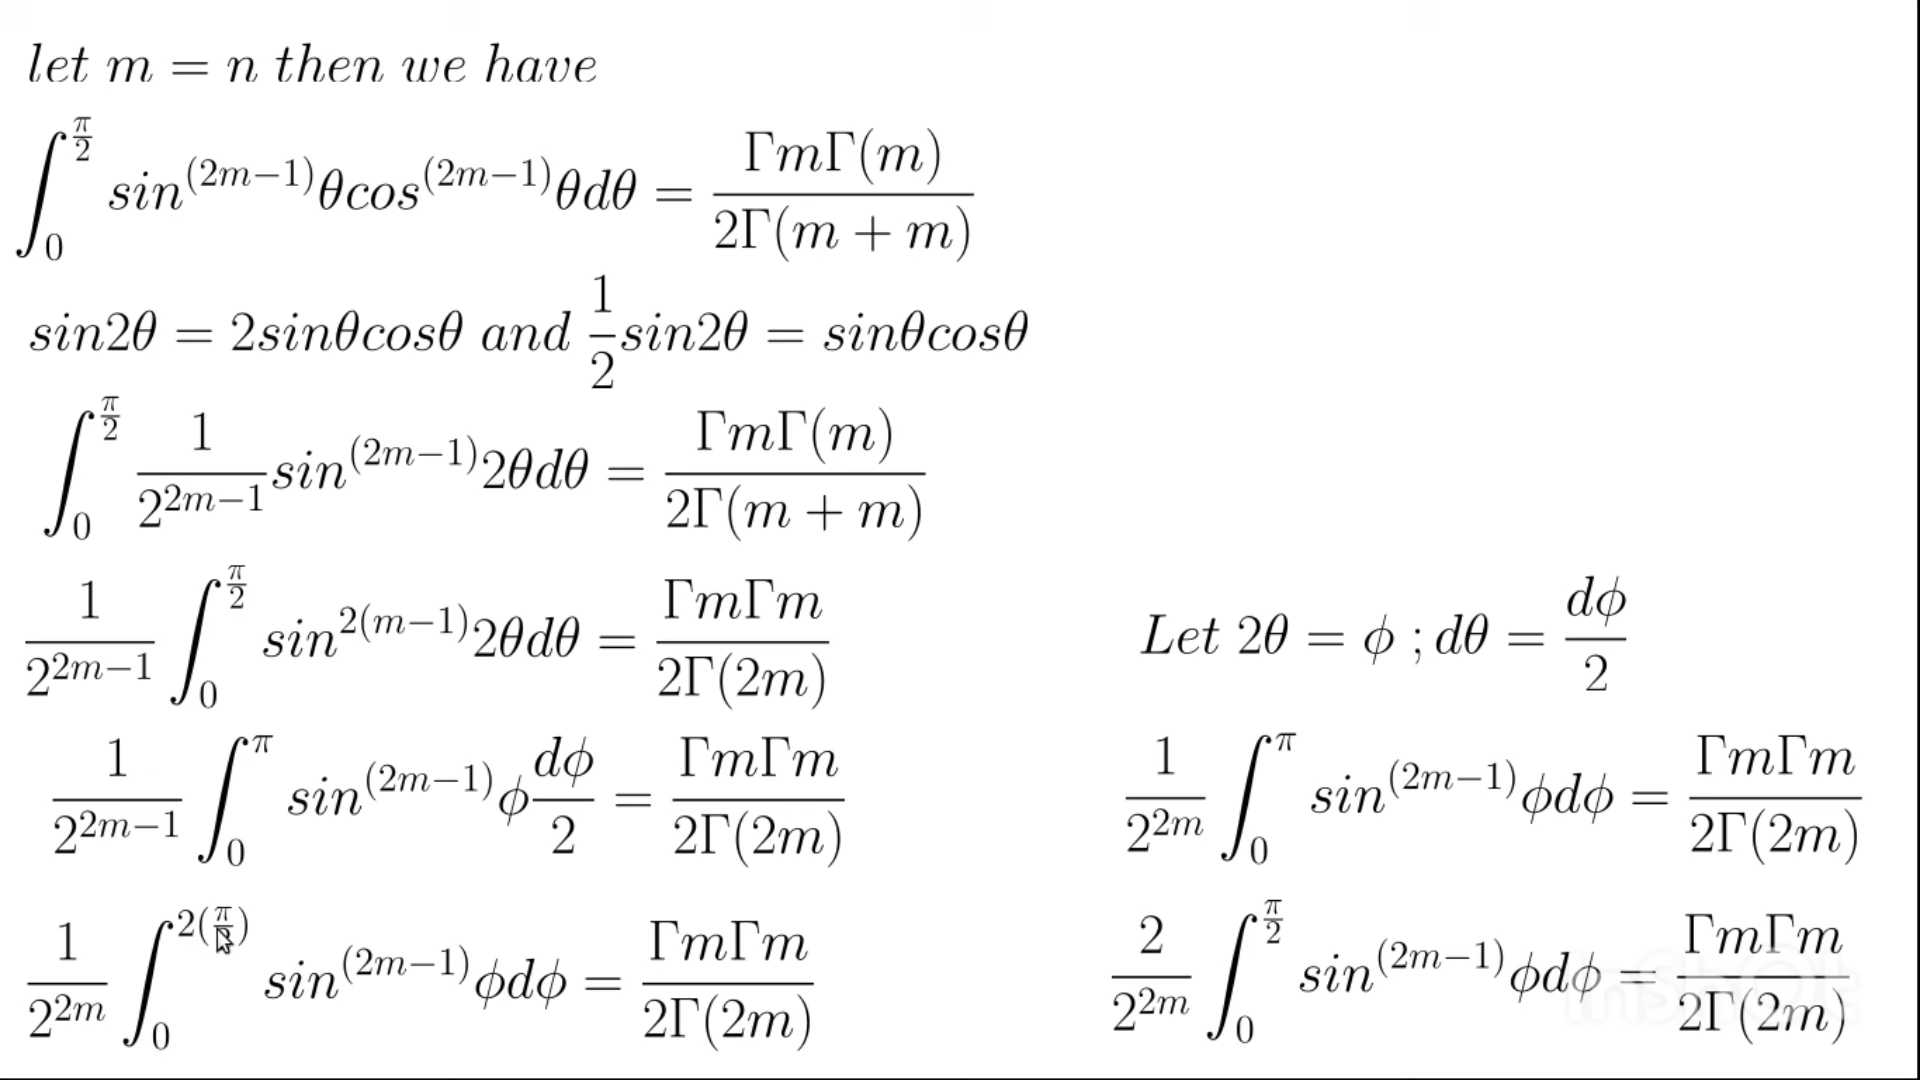 let m = n then we have
∫_0^{π/2} sin^{(2m−1)}θcos^{(2m−1)}θdθ = ΓmΓ(m) / 2Γ(m + m)
sin2θ = 2sinθcosθ and 1/2 sin2θ = sinθcosθ
∫_0^{π/2} 1/2^{2m−1} sin^{(2m−1)}2θdθ = ΓmΓ(m) / 2Γ(m + m)
1/2^{2m−1} ∫_0^{π/2} sin^{2(m−1)}2θdθ = ΓmΓm / 2Γ(2m)
Let 2θ = ϕ ; dθ = dϕ/2
1/2^{2m−1} ∫_0^{π} sin^{(2m−1)}ϕ dϕ/2 = ΓmΓm / 2Γ(2m)
1/2^{2m} ∫_0^{π} sin^{(2m−1)}ϕdϕ = ΓmΓm / 2Γ(2m)
1/2^{2m} ∫_0^{2(π/2)} sin^{(2m−1)}ϕdϕ = ΓmΓm / 2Γ(2m)
2/2^{2m} ∫_0^{π/2} sin^{(2m−1)}ϕdϕ = ΓmΓm / 2Γ(2m)
InShOt